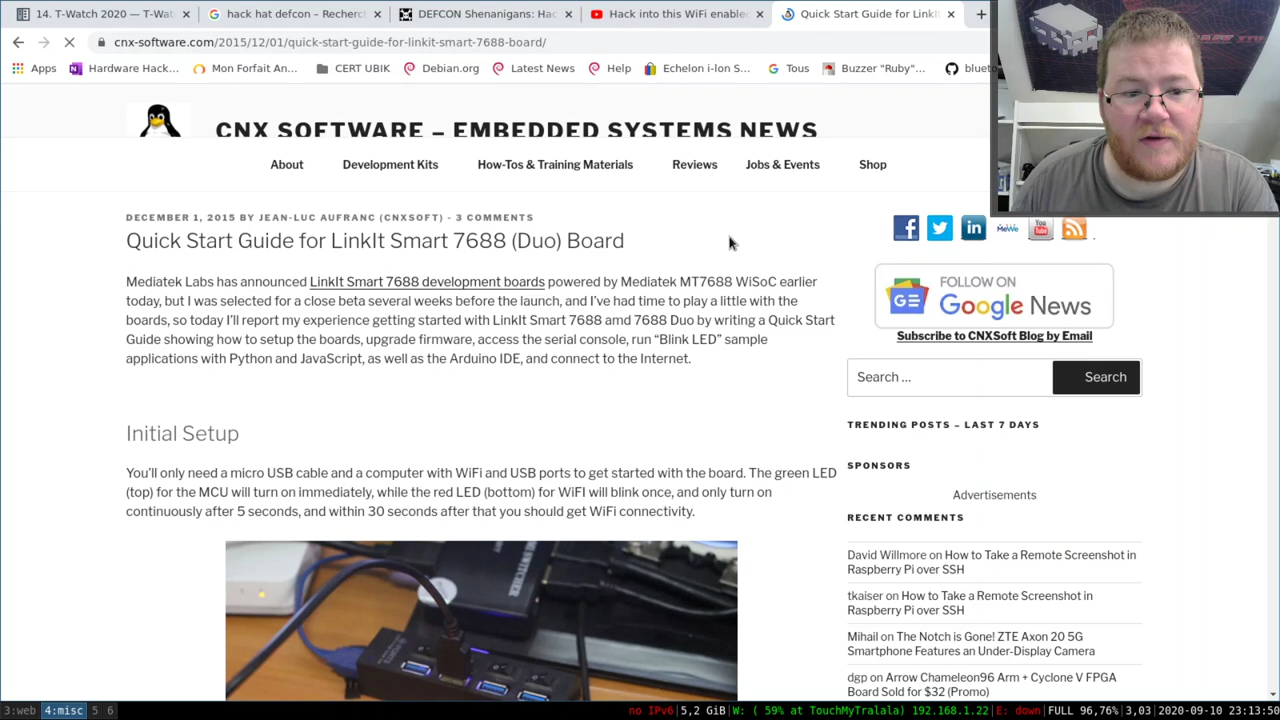 14. T-Watch 2020 — T-Wat
hack hat defcon – Recherc
DEFCON Shenanigans: Hac
Hack into this WiFi enable
Quick Start Guide for LinkIt
cnx-software.com/2015/12/01/quick-start-guide-for-linkit-smart-7688-board/
Apps
Hardware Hack...
Mon Forfait An...
CERT UBIK
Debian.org
Latest News
Help
Echelon i-lon S...
Tous
Buzzer "Ruby"...
bluetoo
CNX SOFTWARE – EMBEDDED SYSTEMS NEWS
About
Development Kits
How-Tos & Training Materials
Reviews
Jobs & Events
Shop
DECEMBER 1, 2015 BY JEAN-LUC AUFRANC (CNXSOFT) - 3 COMMENTS
Quick Start Guide for LinkIt Smart 7688 (Duo) Board
Mediatek Labs has announced LinkIt Smart 7688 development boards powered by Mediatek MT7688 WiSoC earlier
today, but I was selected for a close beta several weeks before the launch, and I've had time to play a little with the
boards, so today I'll report my experience getting started with LinkIt Smart 7688 amd 7688 Duo by writing a Quick Start
Guide showing how to setup the boards, upgrade firmware, access the serial console, run "Blink LED" sample
applications with Python and JavaScript, as well as the Arduino IDE, and connect to the Internet.
Initial Setup
You'll only need a micro USB cable and a computer with WiFi and USB ports to get started with the board. The green LED
(top) for the MCU will turn on immediately, while the red LED (bottom) for WiFI will blink once, and only turn on
continuously after 5 seconds, and within 30 seconds after that you should get WiFi connectivity.
MeWe
You
Tube
FOLLOW ON
GE
Google News
Subscribe to CNXSoft Blog by Email
Search …
Search
TRENDING POSTS – LAST 7 DAYS
SPONSORS
Advertisements
RECENT COMMENTS
David Willmore on How to Take a Remote Screenshot in
Raspberry Pi over SSH
tkaiser on How to Take a Remote Screenshot in
Raspberry Pi over SSH
Mihail on The Notch is Gone! ZTE Axon 20 5G
Smartphone Features an Under-Display Camera
dgp on Arrow Chameleon96 Arm + Cyclone V FPGA
Board Sold for $32 (Promo)
3:web 4:misc 5 6
no IPv6|5,2 GiB|W: ( 59% at TouchMyTralala) 192.168.1.22|E: down|FULL 96,76%|3,03|2020-09-10 23:13:50